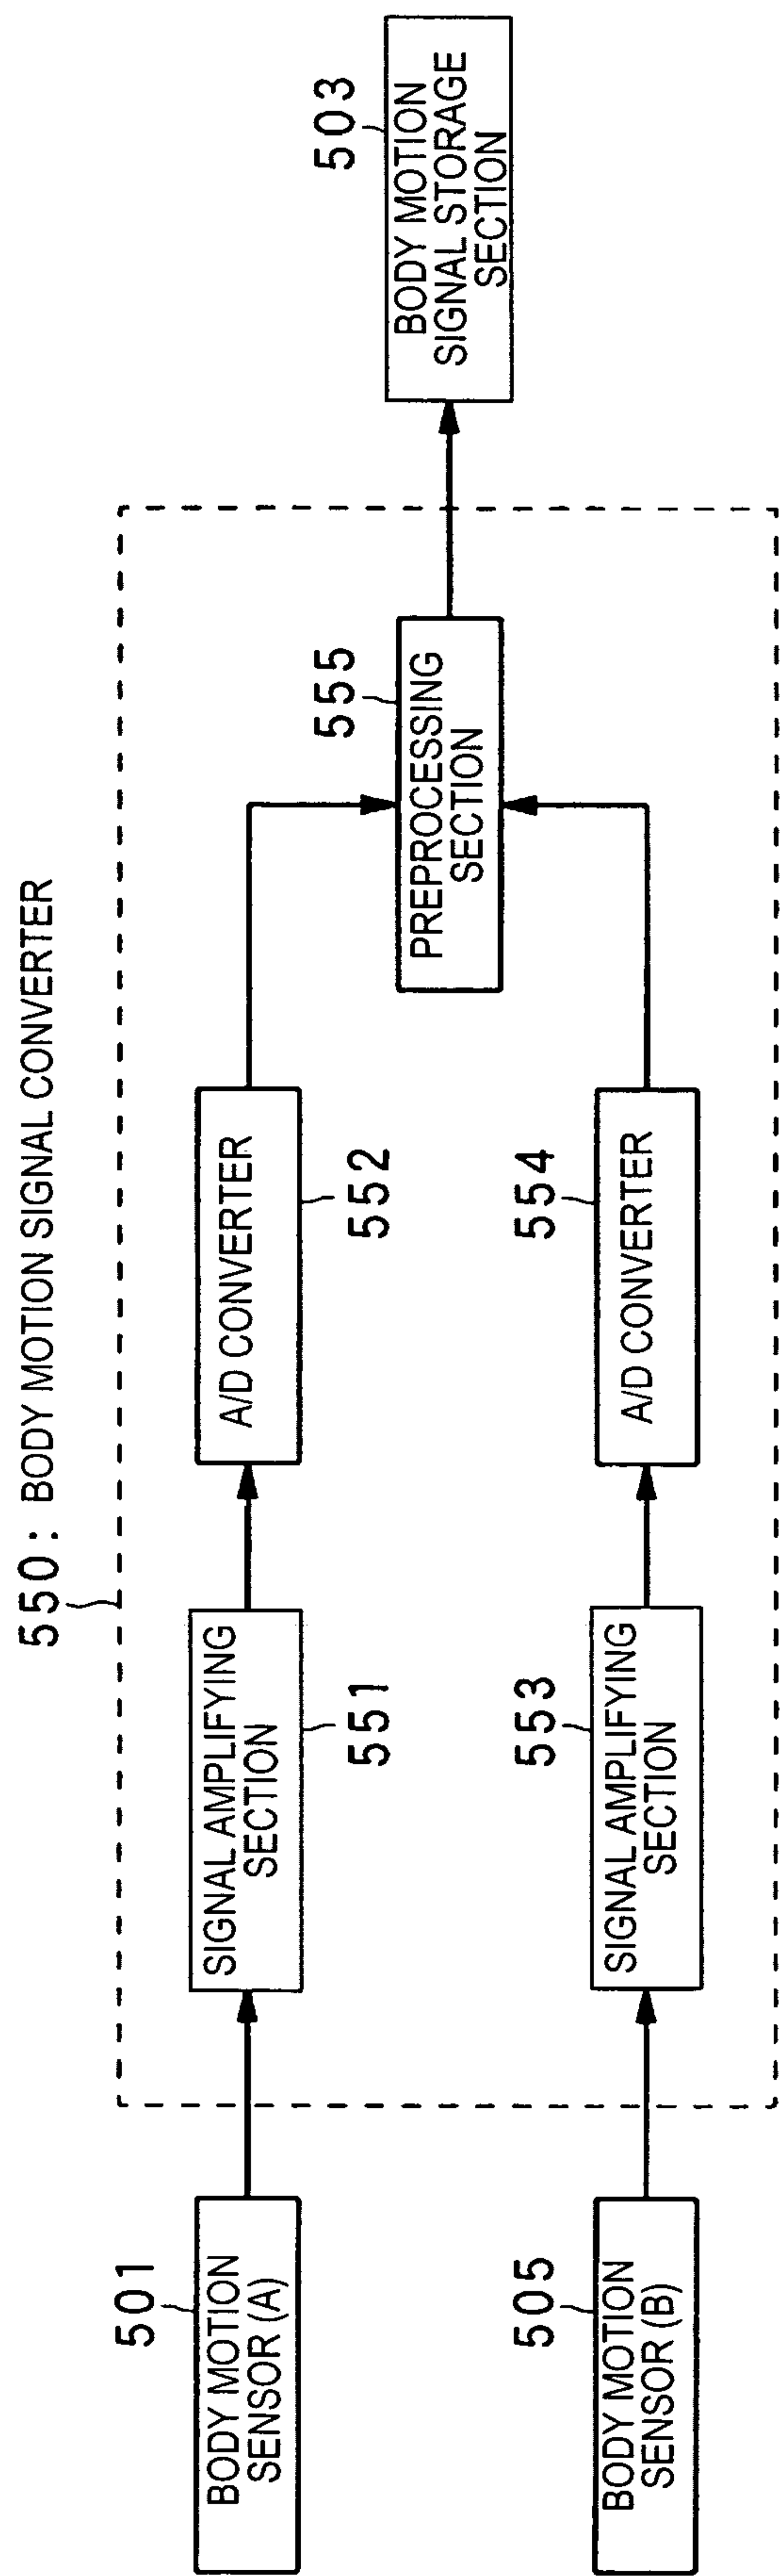 550: BODY MOTION SIGNAL CONVERTER
501
BODY MOTION
SENSOR (A)
SIGNAL AMPLIFYING
SECTION
551
A/D CONVERTER
552
555
PREPROCESSING
SECTION
503
BODY MOTION
SIGNAL STORAGE
SECTION
505
BODY MOTION
SENSOR (B)
553
SIGNAL AMPLIFYING
SECTION
554
A/D CONVERTER